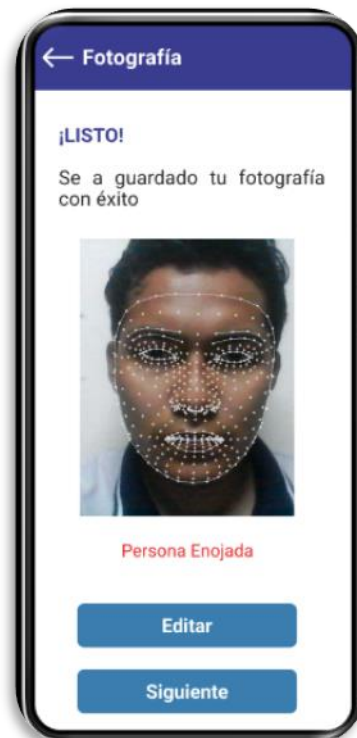 ← Fotografía
¡LISTO!
Se a guardado tu fotografía
con éxito
Persona Enojada
Editar
Siguiente